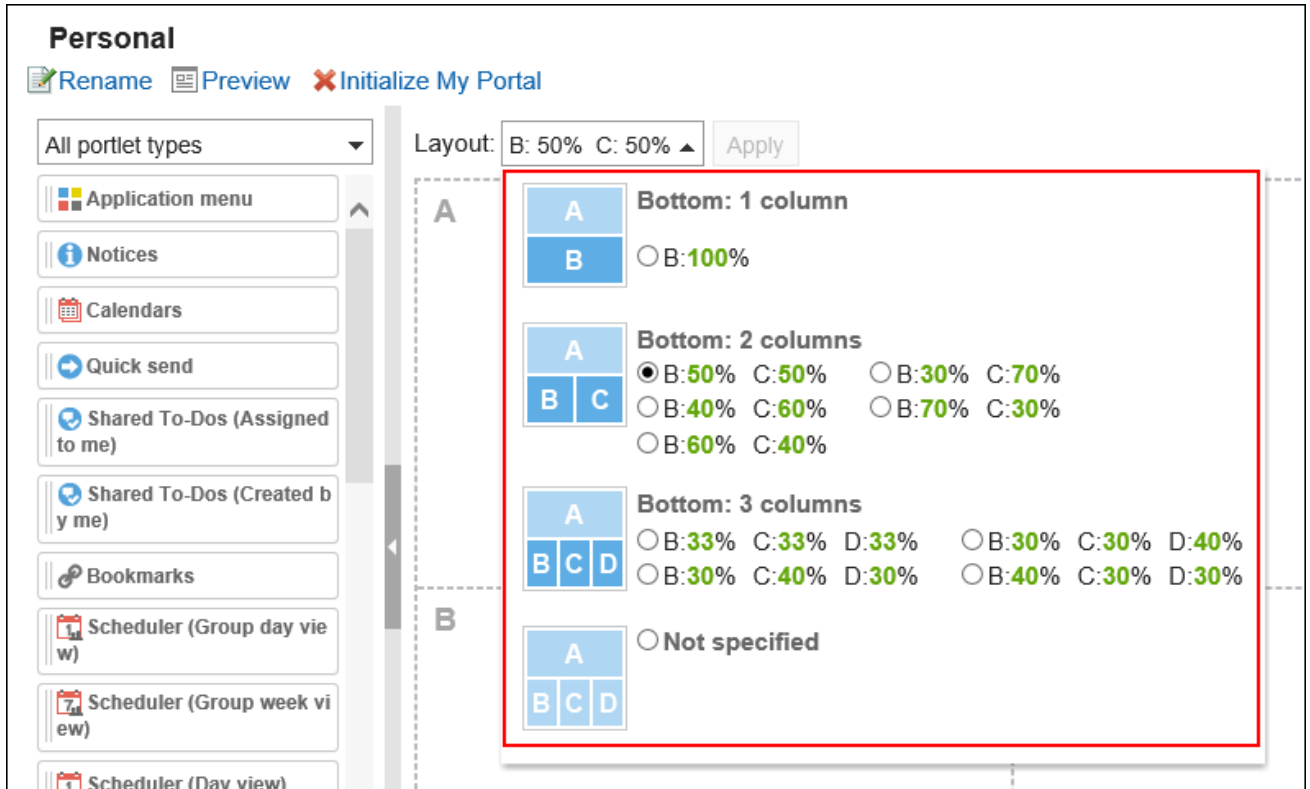 Personal
Rename Preview Initialize My Portal
All portlet types
Layout: B: 50% C: 50% Apply
Application menu
Notices
Calendars
Quick send
Shared To-Dos (Assigned
to me)
Shared To-Dos (Created b
y me)
Bookmarks
Scheduler (Group day vie
w)
Scheduler (Group week vi
ew)
Scheduler (Day view)
A
B
A
B
Bottom: 1 column
B:100%
A
B C
Bottom: 2 columns
B:50% C:50% B:30% C:70%
B:40% C:60% B:70% C:30%
B:60% C:40%
A
B C D
Bottom: 3 columns
B:33% C:33% D:33% B:30% C:30% D:40%
B:30% C:40% D:30% B:40% C:30% D:30%
A
B C D
Not specified